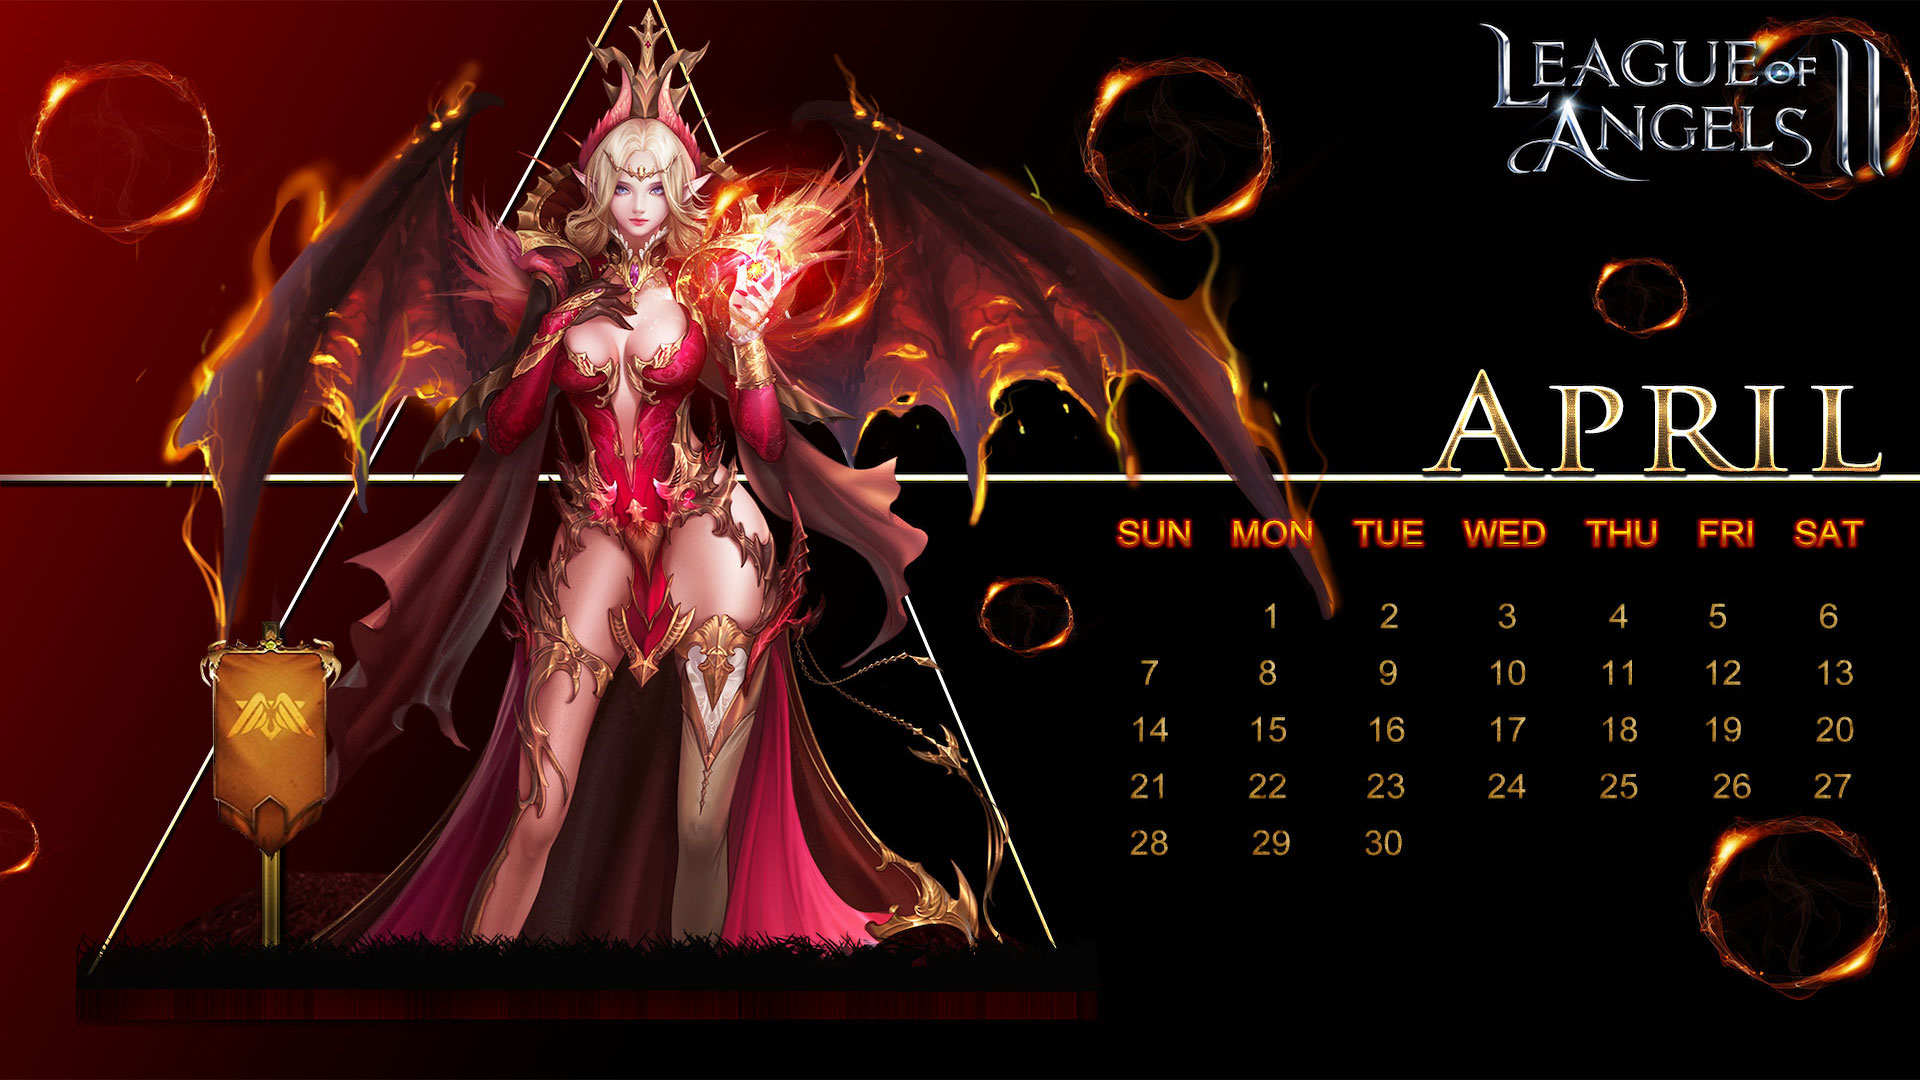 LEAGUE OF
ANGELS II
APRIL
SUN MON TUE WED THU FRI SAT
1 2 3 4 5 6
7 8 9 10 11 12 13
14 15 16 17 18 19 20
21 22 23 24 25 26 27
28 29 30